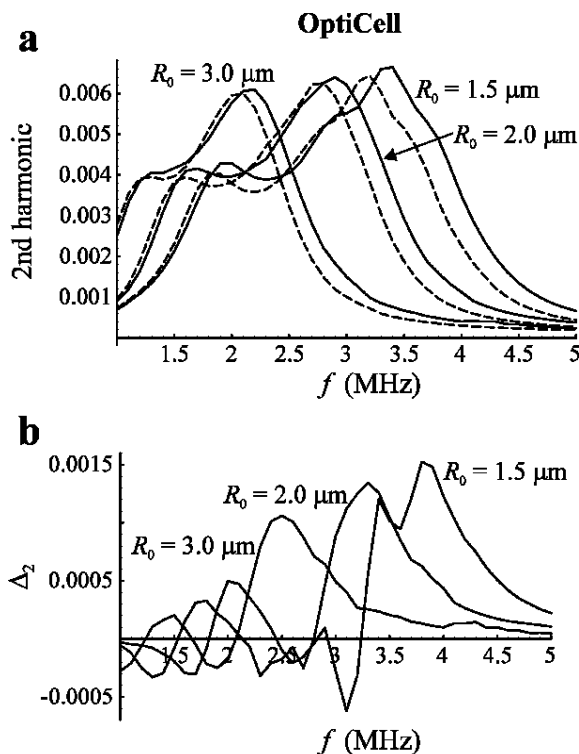 OptiCell
a
R₀ = 3.0 μm
R₀ = 1.5 μm
R₀ = 2.0 μm
2nd harmonic
0.006
0.005
0.004
0.003
0.002
0.001
1.5 2 2.5 3 3.5 4 4.5 5
f (MHz)
b
R₀ = 1.5 μm
R₀ = 2.0 μm
R₀ = 3.0 μm
Δ₂
0.0015
0.0005
-0.0005
1.5 2 2.5 3 3.5 4 4.5 5
f (MHz)